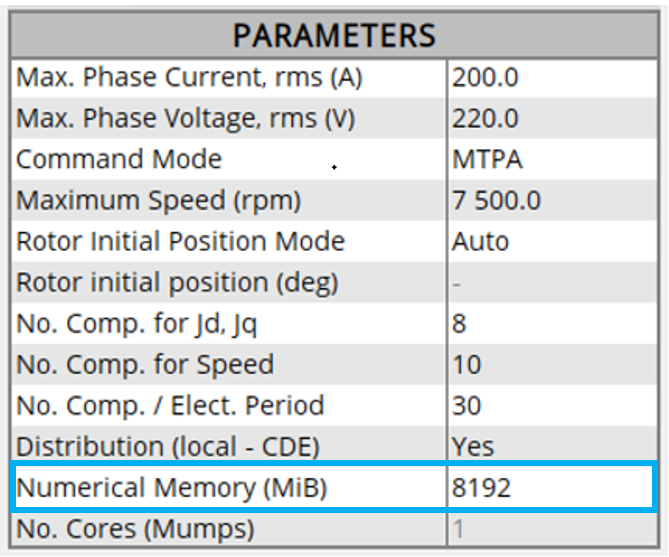 PARAMETERS
Max. Phase Current, rms (A) 200.0
Max. Phase Voltage, rms (V) 220.0
Command Mode MTPA
Maximum Speed (rpm) 7 500.0
Rotor Initial Position Mode Auto
Rotor initial position (deg) -
No. Comp. for Jd, Jq 8
No. Comp. for Speed 10
No. Comp. / Elect. Period 30
Distribution (local - CDE) Yes
Numerical Memory (MiB) 8192
No. Cores (Mumps) 1